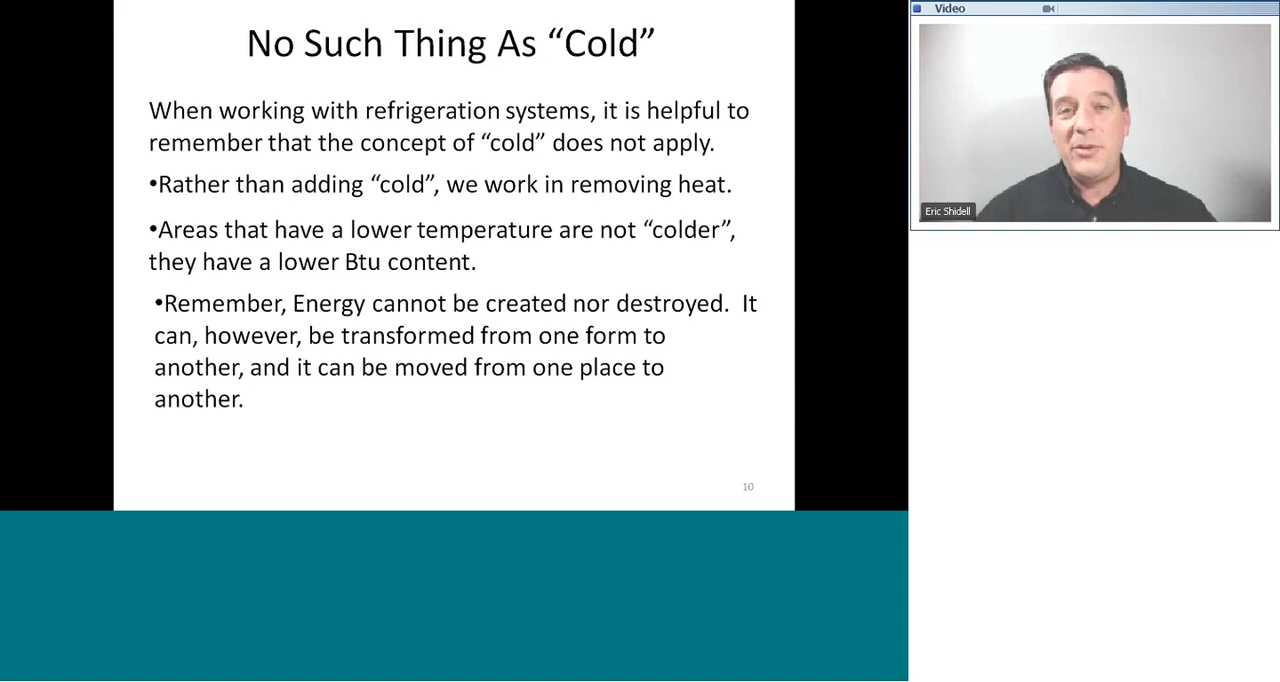 No Such Thing As “Cold”
When working with refrigeration systems, it is helpful to
remember that the concept of “cold” does not apply.
•Rather than adding “cold”, we work in removing heat.
•Areas that have a lower temperature are not “colder”,
they have a lower Btu content.
•Remember, Energy cannot be created nor destroyed.  It
can, however, be transformed from one form to
another, and it can be moved from one place to
another.
10
Video
Eric Shidell